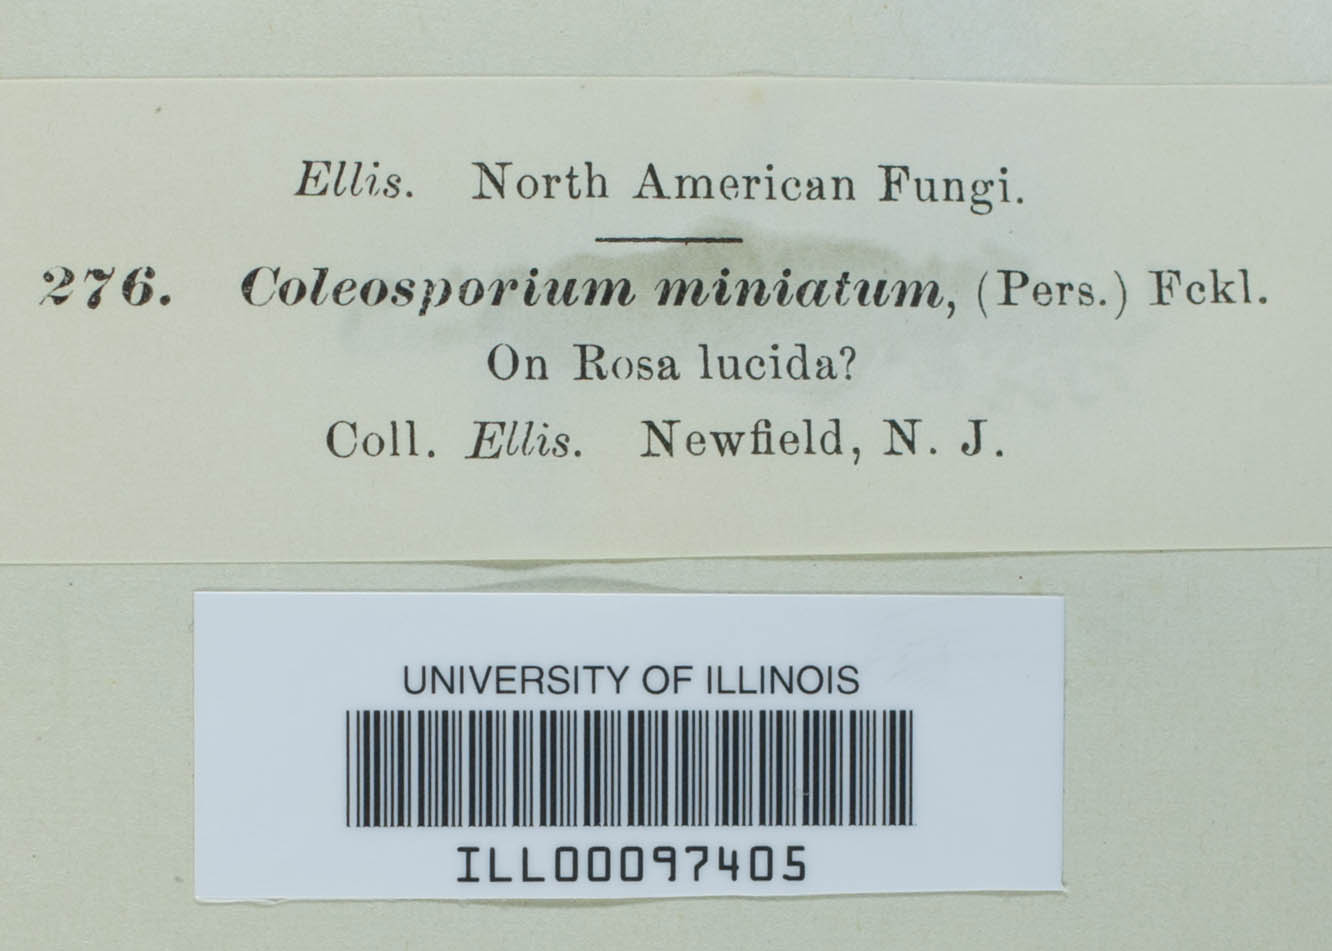 Ellis. North American Fungi.
276. Coleosporium miniatum, (Pers.) Fckl.
On Rosa lucida?
Coll. Ellis. Newfield, N. J.
UNIVERSITY OF ILLINOIS
ILL00097405